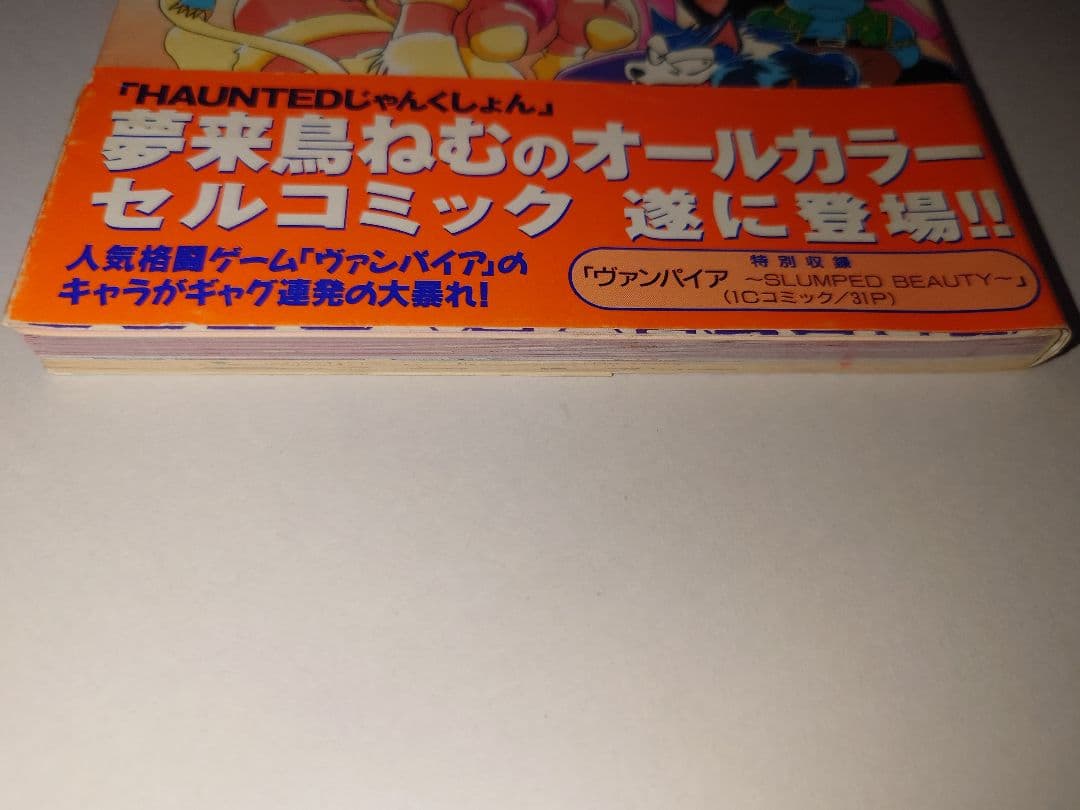 「HAUNTEDじゃんくしょん」
夢来鳥ねむのオールカラー
セルコミック 遂に登場!!
人気格闘ゲーム「ヴァンパイア」の
キャラがギャグ連発の大暴れ!
特別収録
「ヴァンパイア ～SLUMPED BEAUTY～」
(1Cコミック/31P)